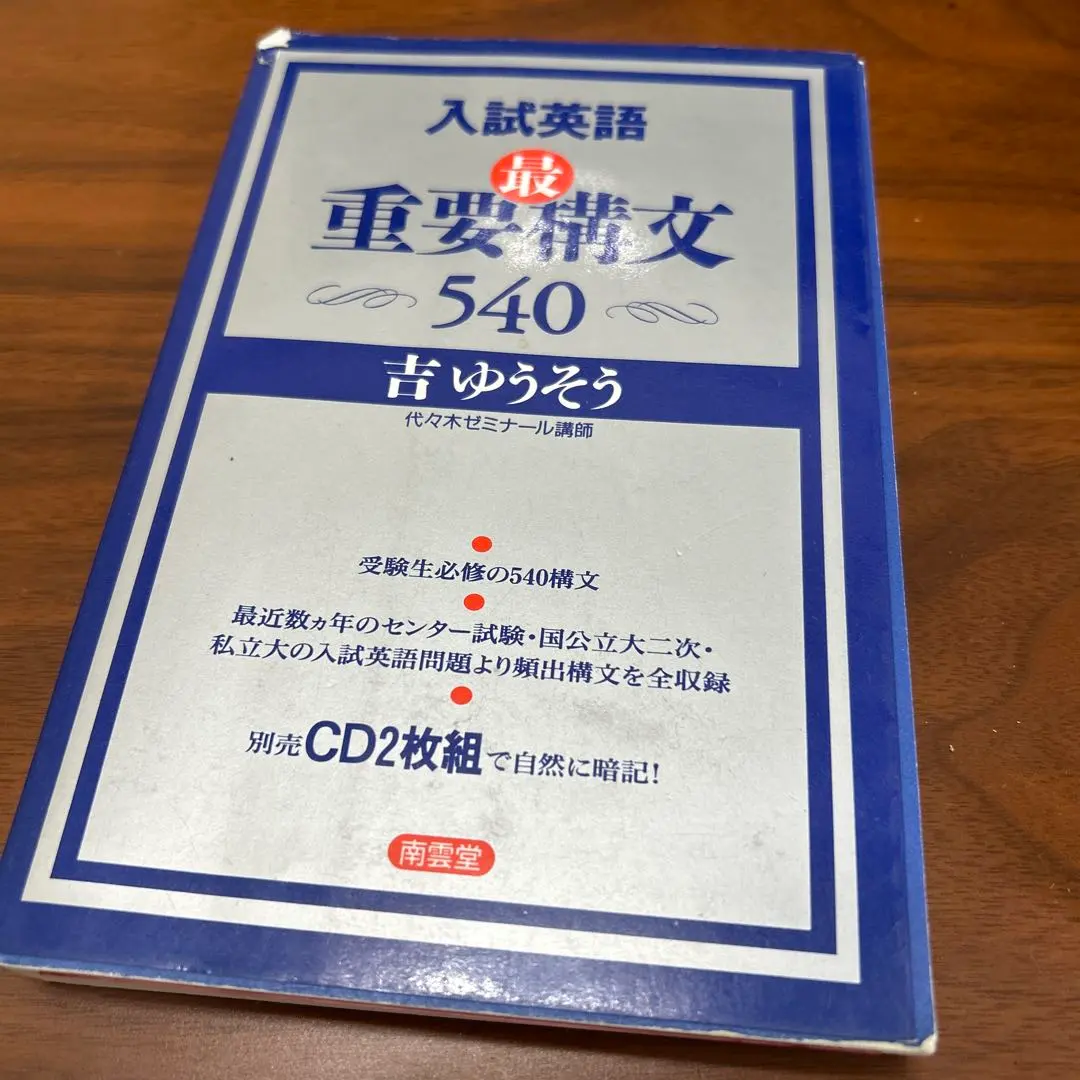 入試英語
最
重要構文
540
吉ゆうそう
代々木ゼミナール講師
受験生必修の540構文
最近数ヵ年のセンター試験・国公立大二次・
私立大の入試英語問題より頻出構文を全収録
別売CD2枚組で自然に暗記!
南雲堂